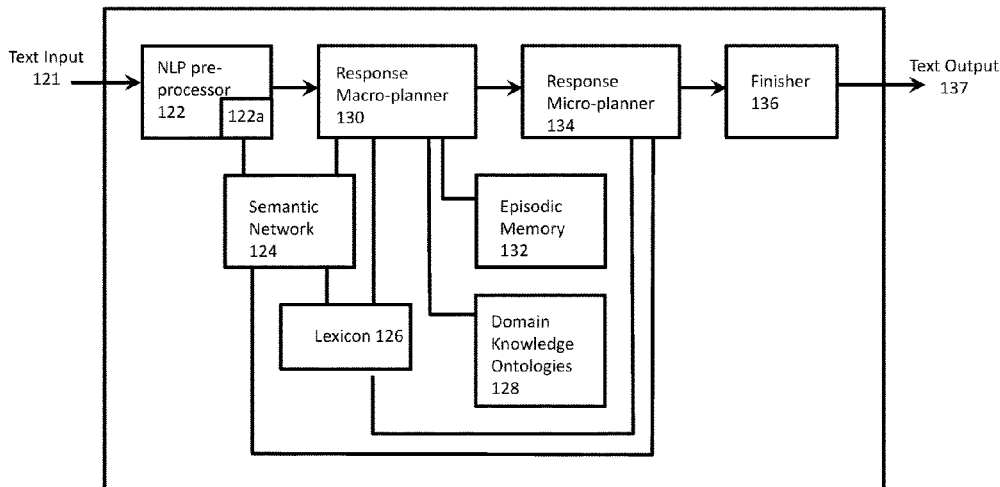 Text Input
121
NLP pre-
processor
122
122a
Response
Macro-planner
130
Response
Micro-planner
134
Finisher
136
Text Output
137
Semantic
Network
124
Episodic
Memory
132
Lexicon 126
Domain
Knowledge
Ontologies
128